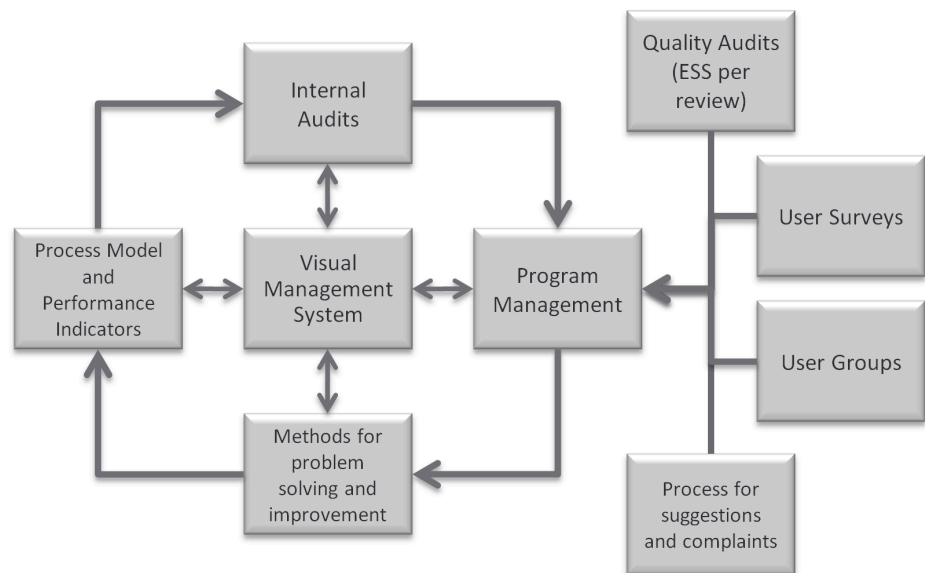 Internal
Audits
Quality Audits
(ESS per
review)
User Surveys
Process Model
and
Performance
Indicators
Visual
Management
System
Program
Management
User Groups
Methods for
problem
solving and
improvement
Process for
suggestions
and complaints